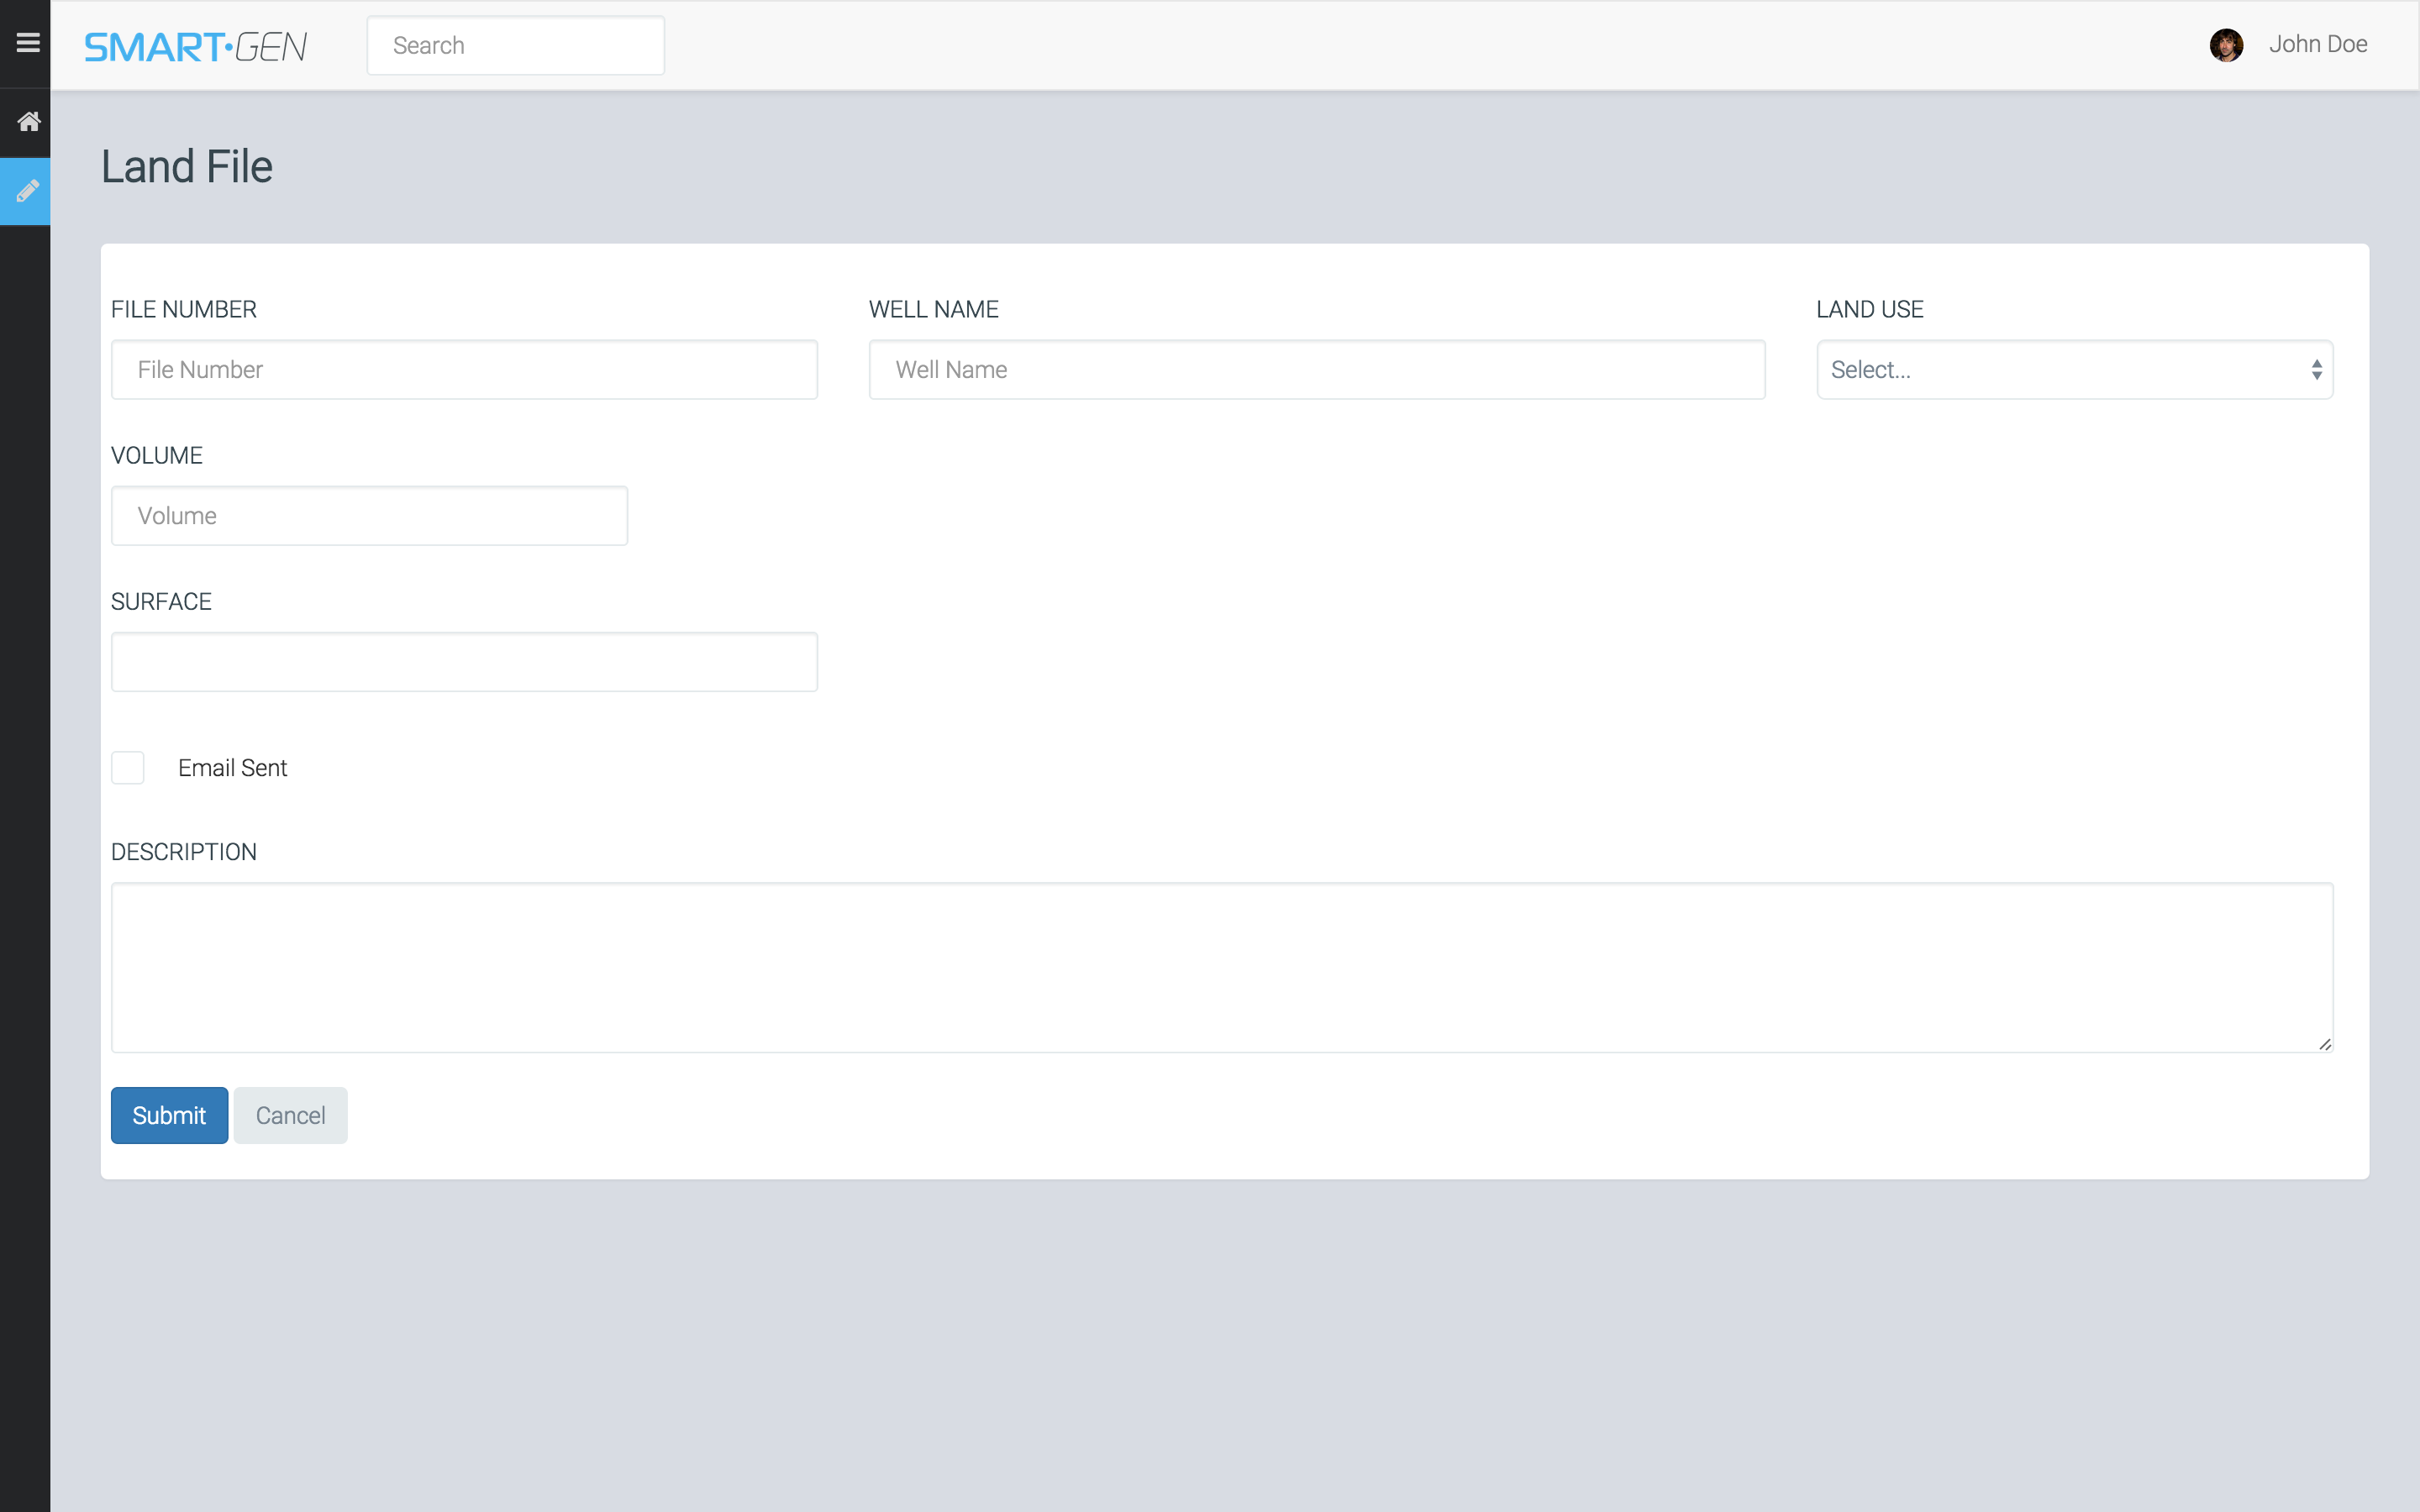 SMART·GEN
Search
John Doe
Land File
FILE NUMBER
WELL NAME
LAND USE
File Number
Well Name
Select...
VOLUME
Volume
SURFACE
Email Sent
DESCRIPTION
Submit
Cancel